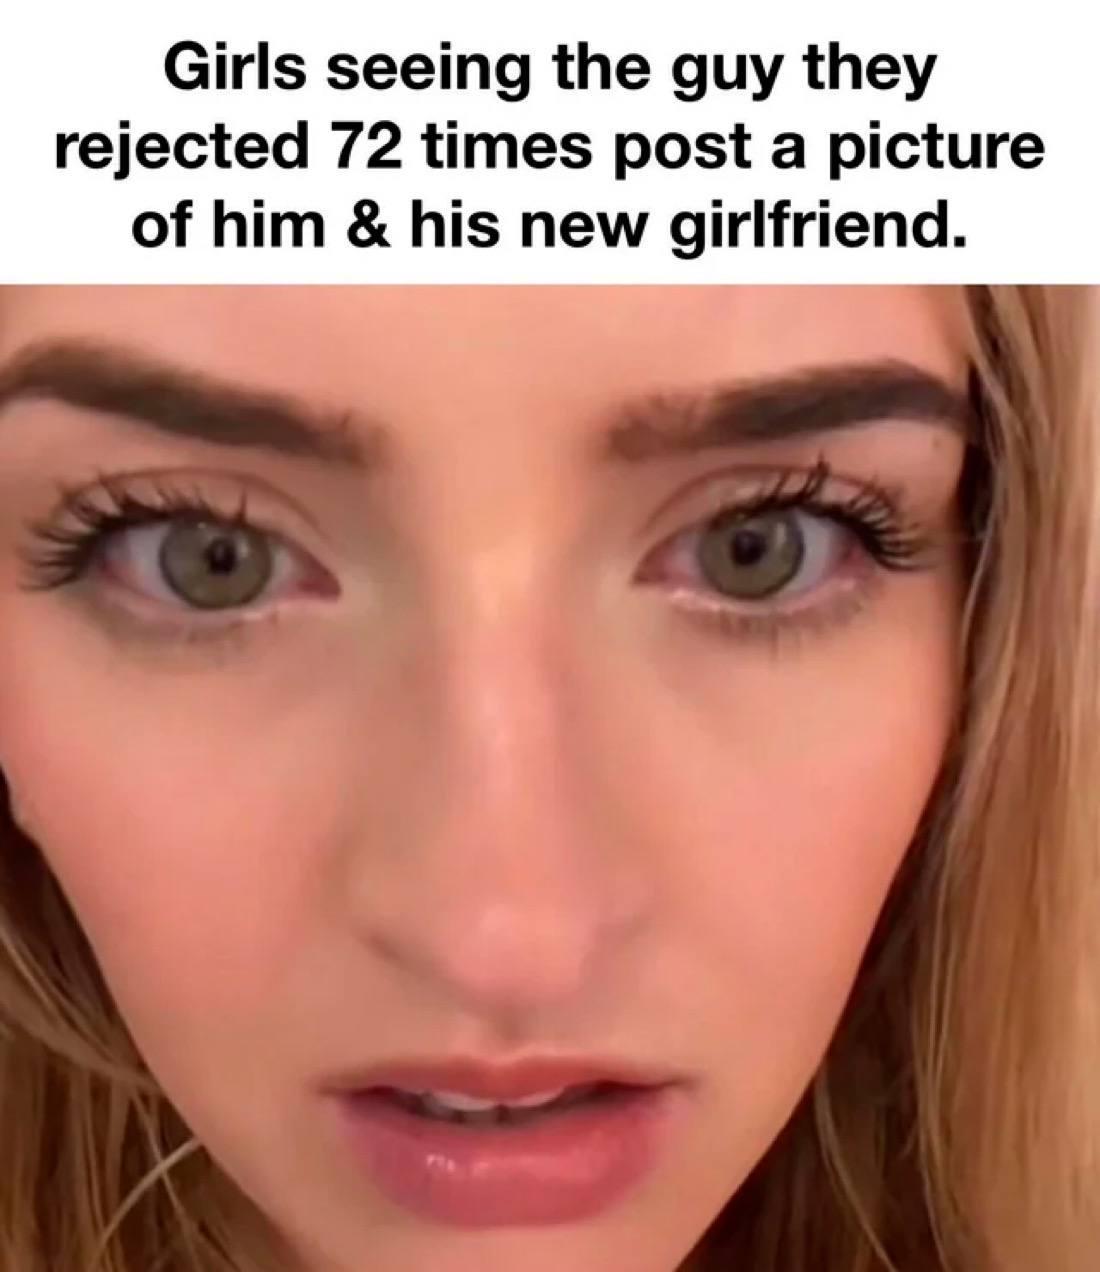 Girls seeing the guy they
rejected 72 times post a picture
of him & his new girlfriend.